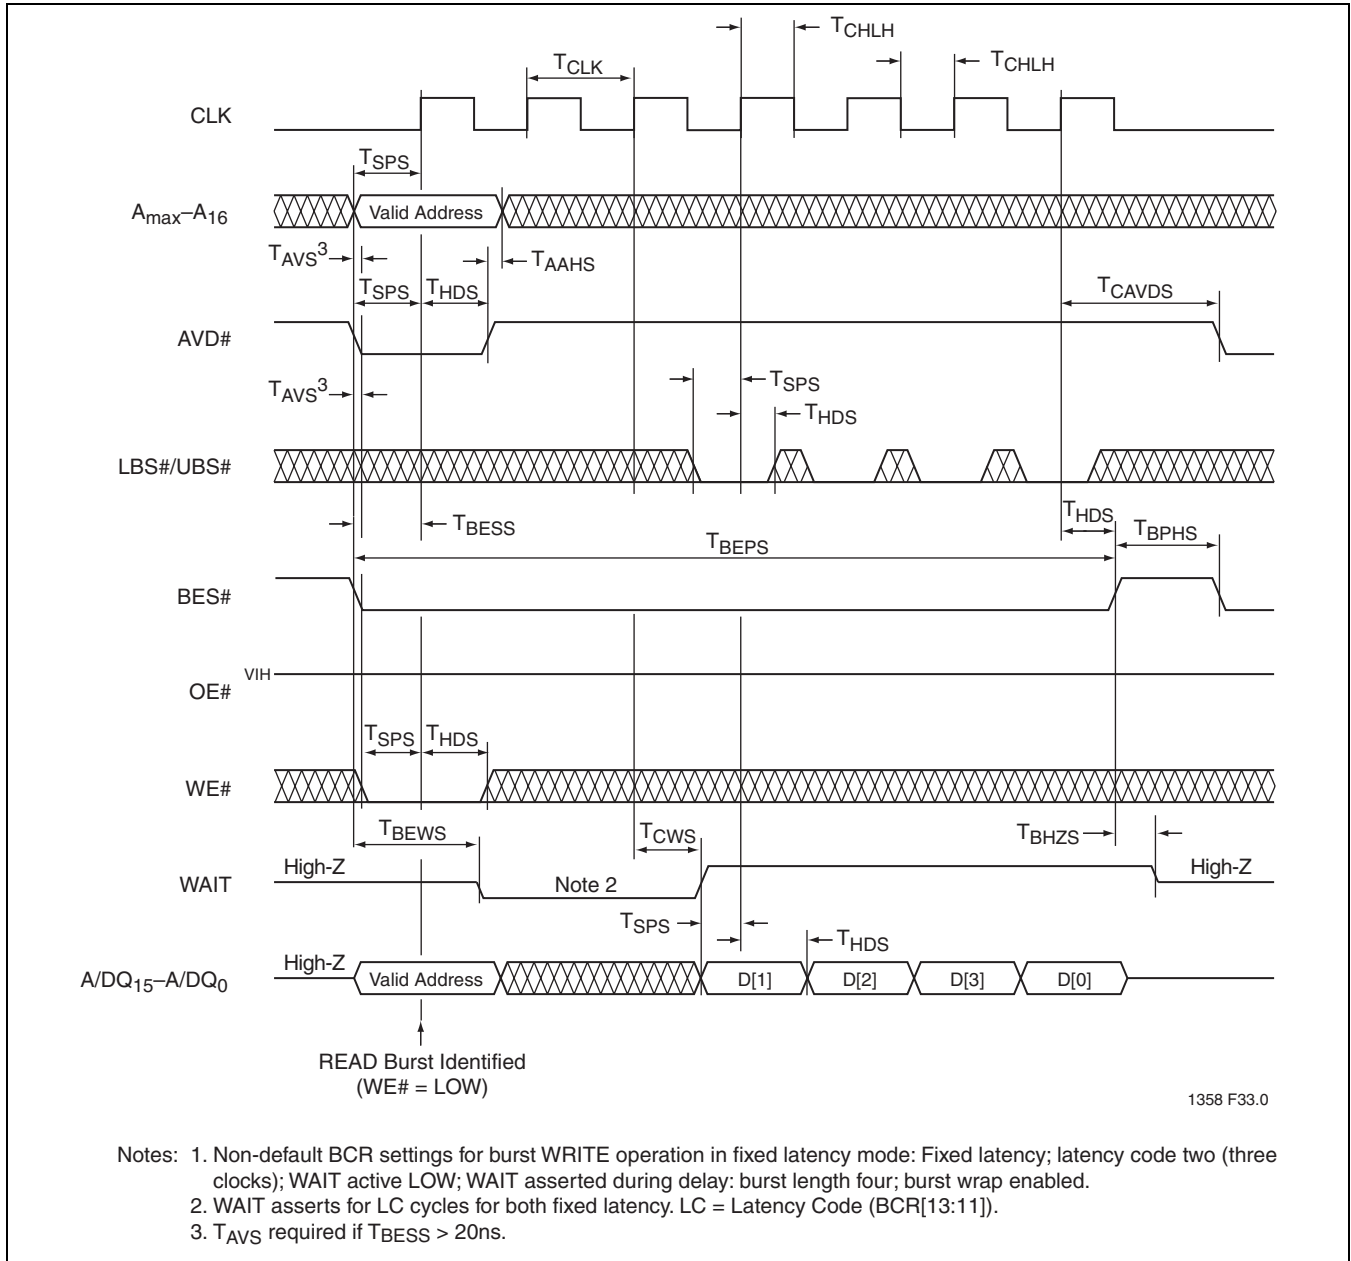 TCHLH
TCLK
TCHLH
CLK
TSPS
Amax–A16
Valid Address
TAVS3
TAAHS
TSPS
THDS
TCAVDS
AVD#
TAVS3
TSPS
THDS
LBS#/UBS#
TBESS
THDS
TBPHS
TBEPS
BES#
VIH
OE#
TSPS
THDS
WE#
TBEWS
TCWS
TBHZS
High-Z
High-Z
WAIT
Note 2
TSPS
THDS
High-Z
A/DQ15–A/DQ0
Valid Address
D[1]
D[2]
D[3]
D[0]
READ Burst Identified
(WE# = LOW)
1358 F33.0
Notes: 1. Non-default BCR settings for burst WRITE operation in fixed latency mode: Fixed latency; latency code two (three
clocks); WAIT active LOW; WAIT asserted during delay: burst length four; burst wrap enabled.
2. WAIT asserts for LC cycles for both fixed latency. LC = Latency Code (BCR[13:11]).
3. TAVS required if TBESS > 20ns.